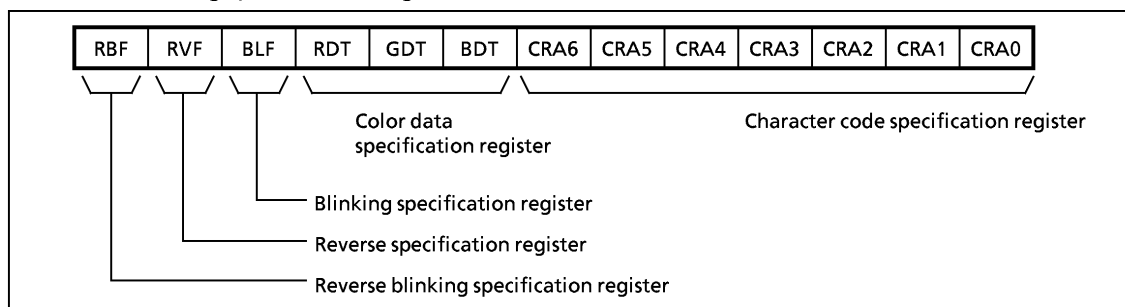 RBF RVF BLF RDT GDT BDT CRA6 CRA5 CRA4 CRA3 CRA2 CRA1 CRA0
Color data
specification register
Character code specification register
Blinking specification register
Reverse specification register
Reverse blinking specification register